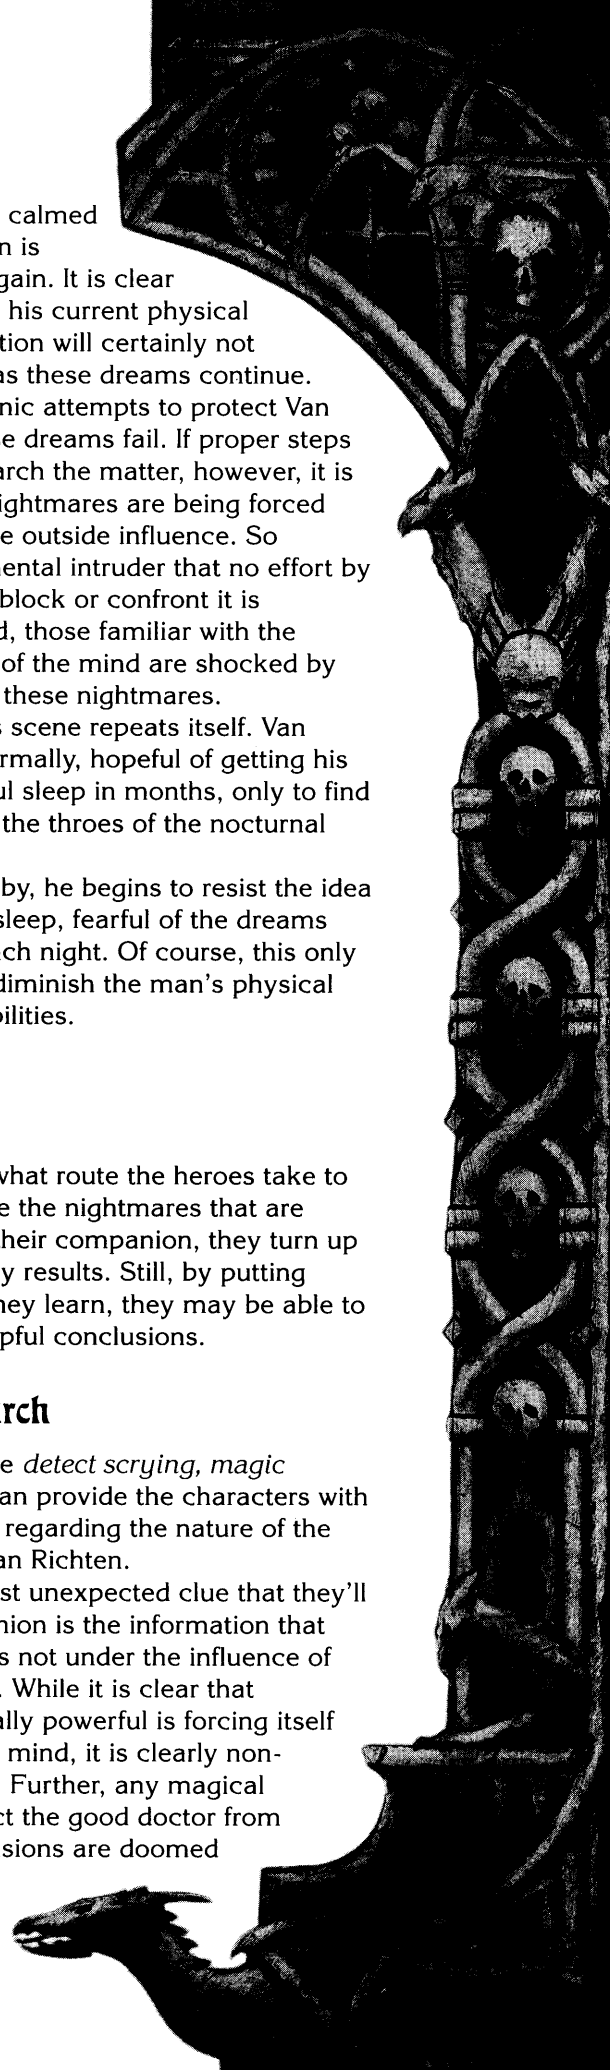 calmed
n is
gain. It is clear
his current physical
tion will certainly not
as these dreams continue.
nic attempts to protect Van
e dreams fail. If proper steps
arch the matter, however, it is
ightmares are being forced
e outside influence. So
ental intruder that no effort by
block or confront it is
d, those familiar with the
of the mind are shocked by
these nightmares.
s scene repeats itself. Van
rmally, hopeful of getting his
ul sleep in months, only to find
the throes of the nocturnal
by, he begins to resist the idea
sleep, fearful of the dreams
ch night. Of course, this only
diminish the man's physical
ilities.
what route the heroes take to
e the nightmares that are
their companion, they turn up
y results. Still, by putting
hey learn, they may be able to
pful conclusions.
rch
e detect scrying, magic
an provide the characters with
regarding the nature of the
an Richten.
st unexpected clue that they'll
nion is the information that
s not under the influence of
. While it is clear that
ally powerful is forcing itself
mind, it is clearly non-
Further, any magical
ct the good doctor from
sions are doomed